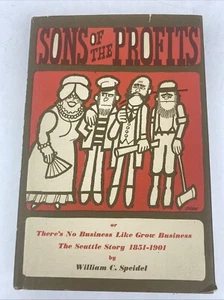 SONS OF THE PROFITS
or
There's No Business Like Grow Business
The Seattle Story 1851-1901
by
William C. Speidel